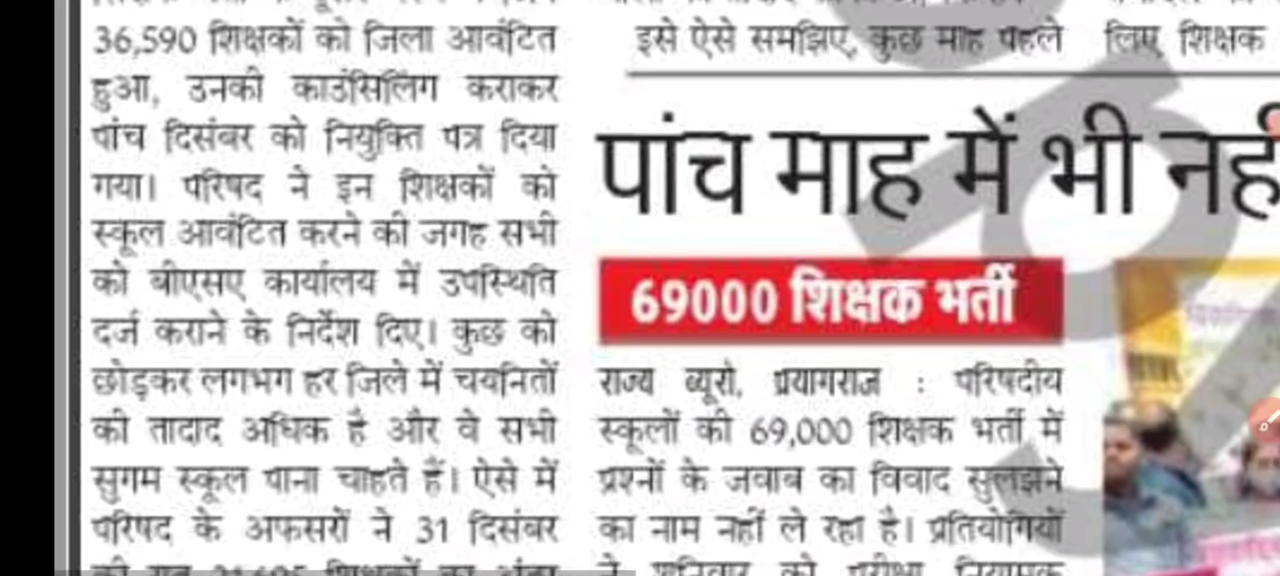 36,590 शिक्षकों को जिला आवंटित
हुआ, उनकी काउंसिलिंग कराकर
पांच दिसंबर को नियुक्ति पत्र दिया
गया। परिषद ने इन शिक्षकों को
स्कूल आवंटित करने की जगह सभी
को बीएसए कार्यालय में उपस्थिति
दर्ज कराने के निर्देश दिए। कुछ को
छोड़कर लगभग हर जिले में चयनितों
की तादाद अधिक है और वे सभी
सुगम स्कूल पाना चाहते हैं। ऐसे में
परिषद के अफसरों ने 31 दिसंबर
इसे ऐसे समझिए, कुछ माह पहले
लिए शिक्षक
पांच माह में भी
69000 शिक्षक भर्ती
राज्य ब्यूरो, प्रयागराज : परिषदीय
स्कूलों की 69,000 शिक्षक भर्ती में
प्रश्नों के जवाब का विवाद सुलझने
का नाम नहीं ले रहा है। प्रतियोगियों
ने शनिवार को परीक्षा नियामक